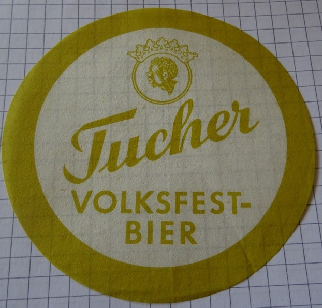 Tucher
VOLKSFEST-
BIER